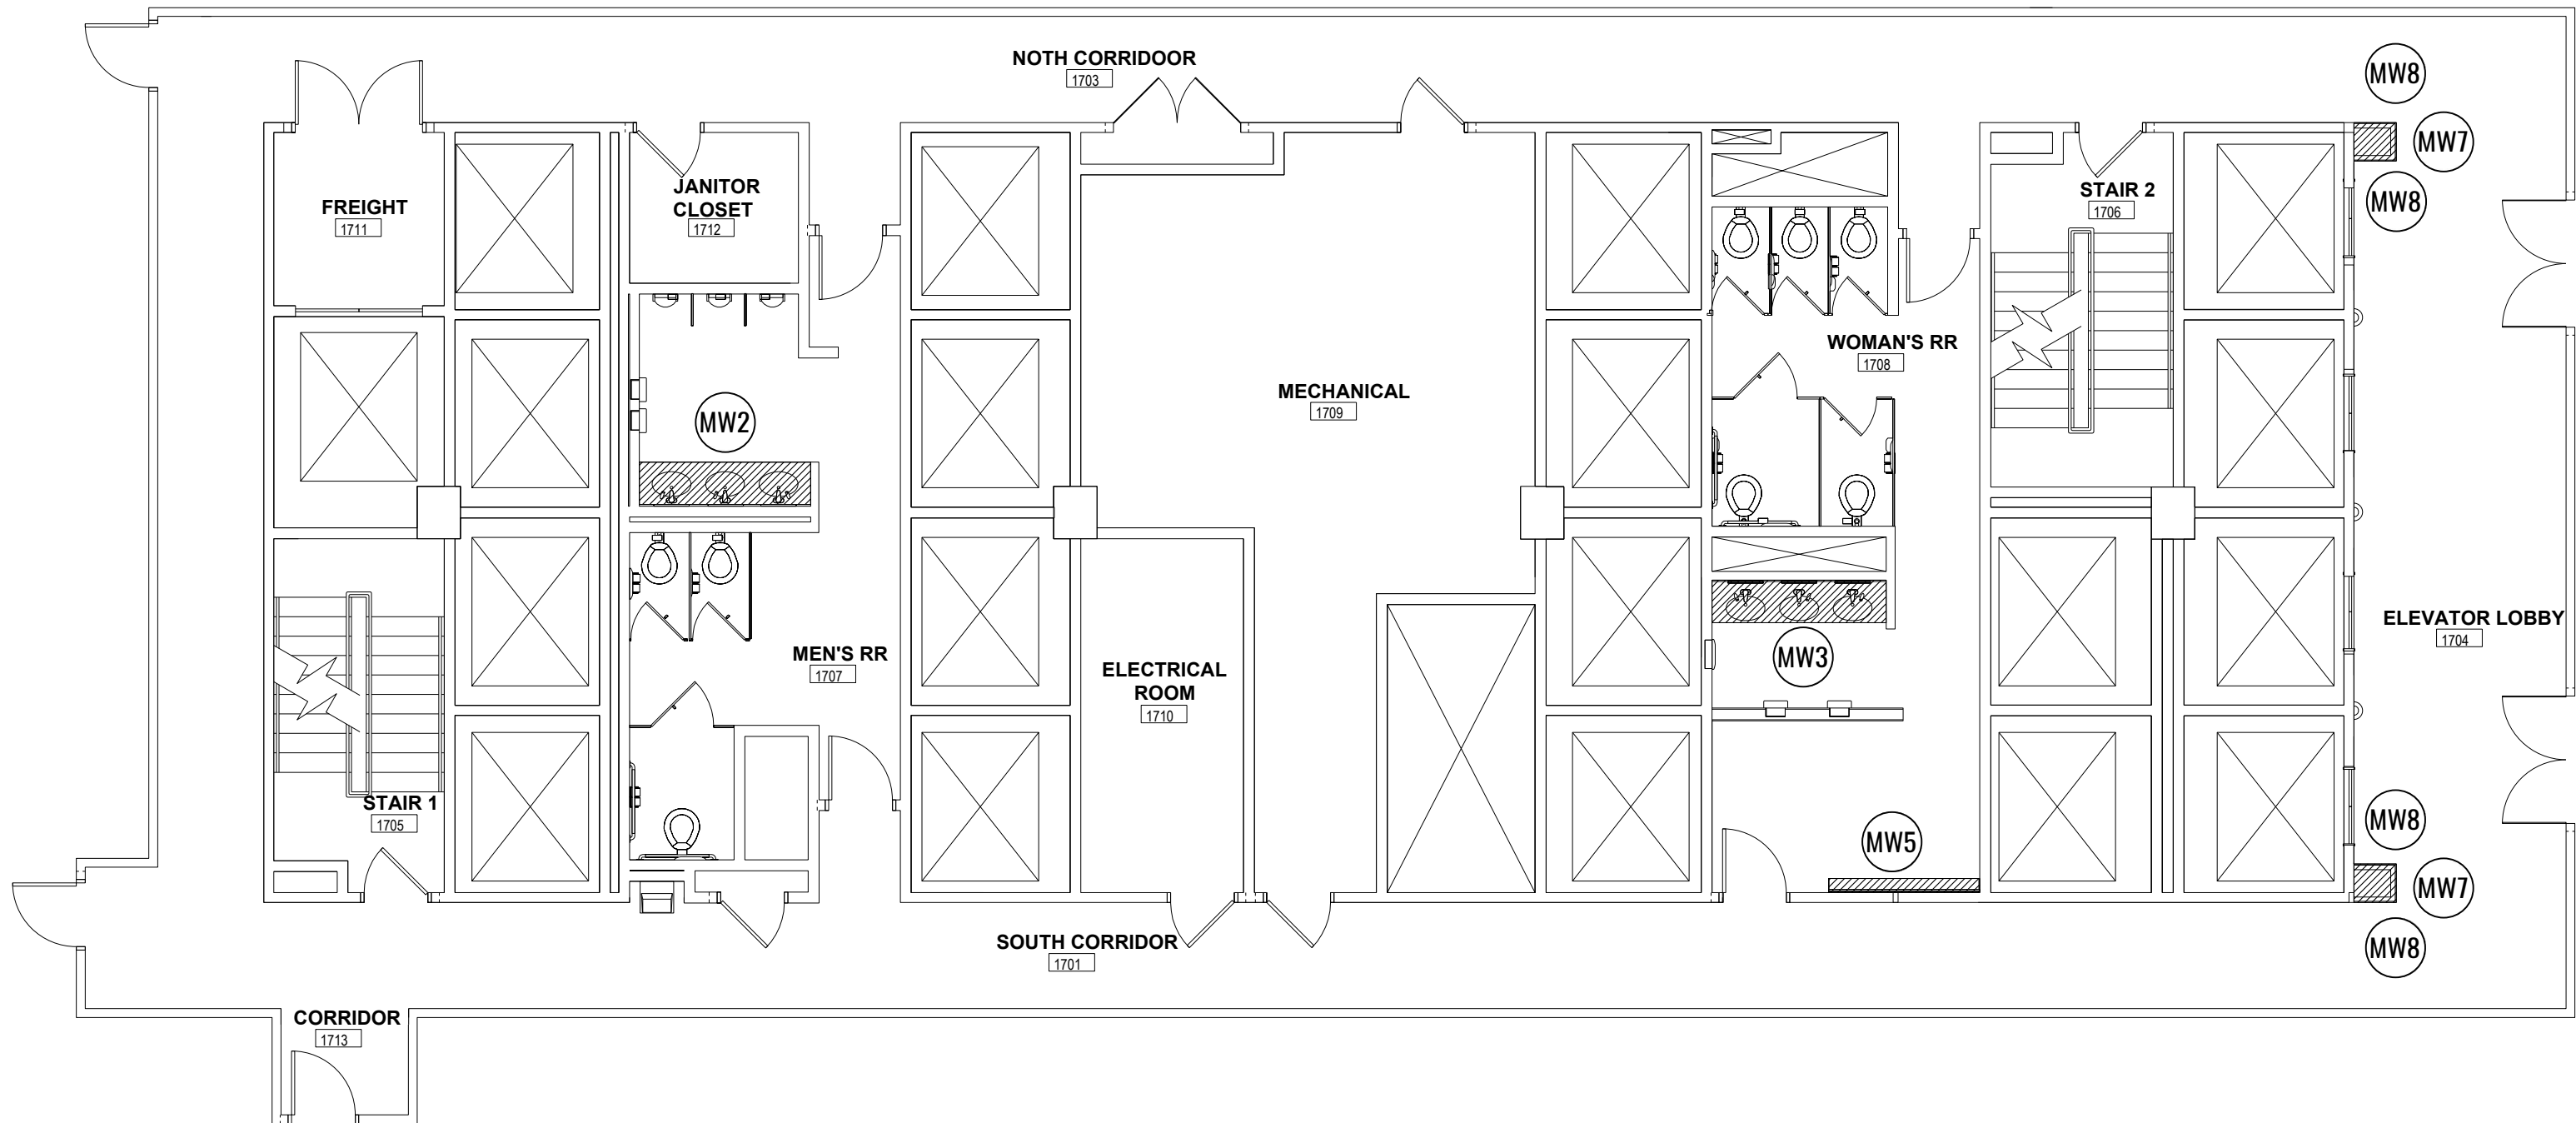 NOTH CORRIDOOR
1703
MW8
MW7
JANITOR
CLOSET
1712
FREIGHT
1711
STAIR 2
1706
MW8
WOMAN'S RR
1708
MECHANICAL
1709
MW2
ELEVATOR LOBBY
1704
MEN'S RR
1707
MW3
ELECTRICAL
ROOM
1710
STAIR 1
1705
MW5
MW8
MW7
SOUTH CORRIDOR
1701
MW8
CORRIDOR
1713